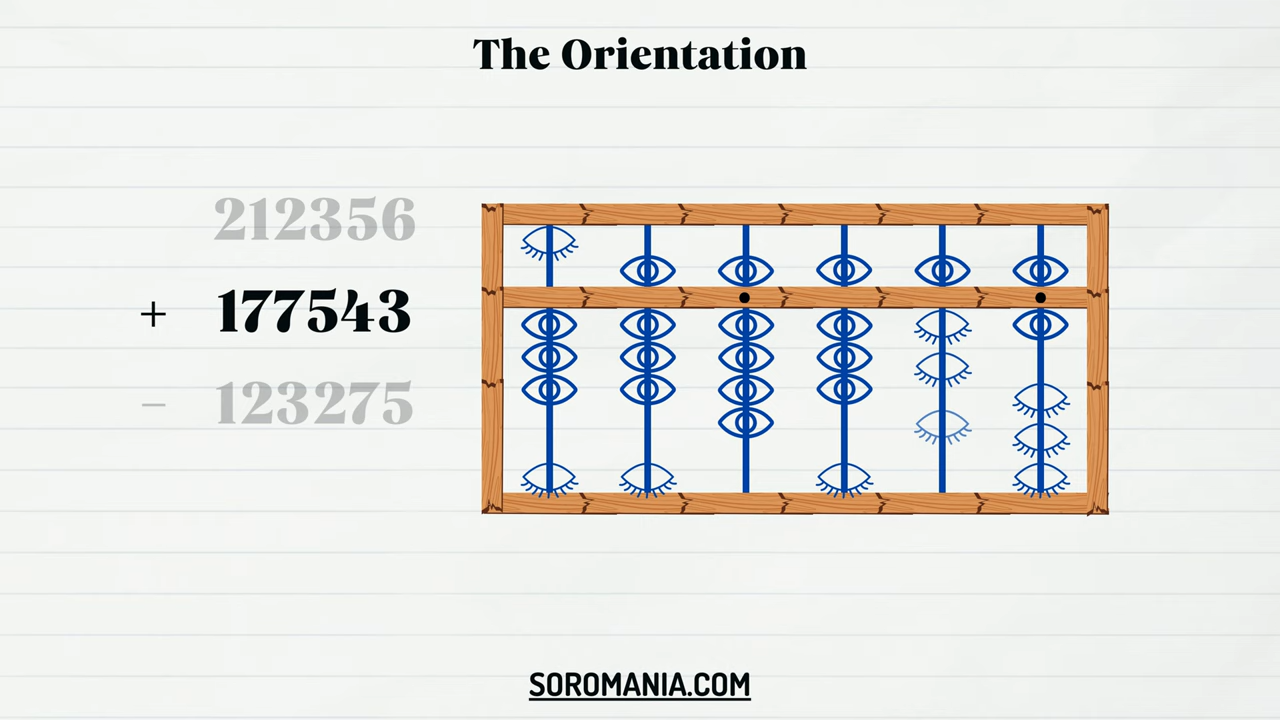 The Orientation
212356
+ 177543
− 123275
SOROMANIA.COM